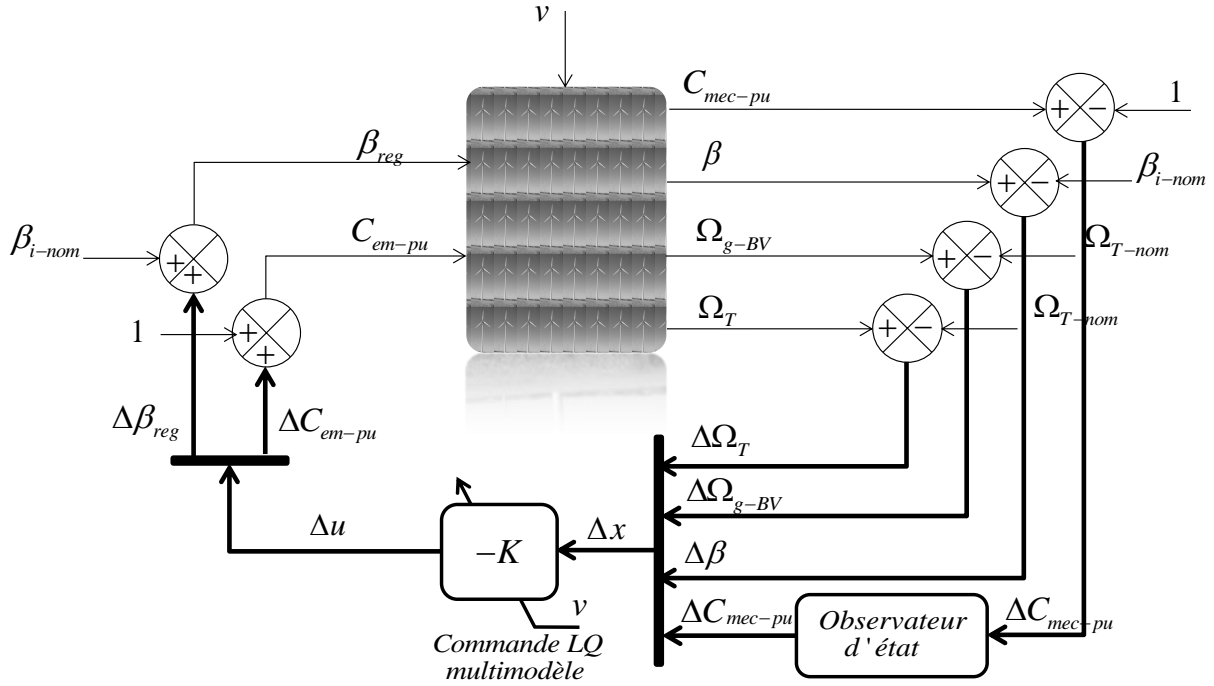 v
C_{mec-pu}
1
β_{reg}
β
β_{i-nom}
+ −
+ −
β_{i-nom}
C_{em-pu}
Ω_{g-BV}
Ω_{T-nom}
+ −
+ +
1
Ω_T
Ω_{T-nom}
+ −
+ +
Δβ_{reg}
ΔC_{em-pu}
ΔΩ_T
ΔΩ_{g-BV}
Δu
−K
Δx
Δβ
v
ΔC_{mec-pu}
Observateur
d'état
ΔC_{mec-pu}
Commande LQ
multimodèle